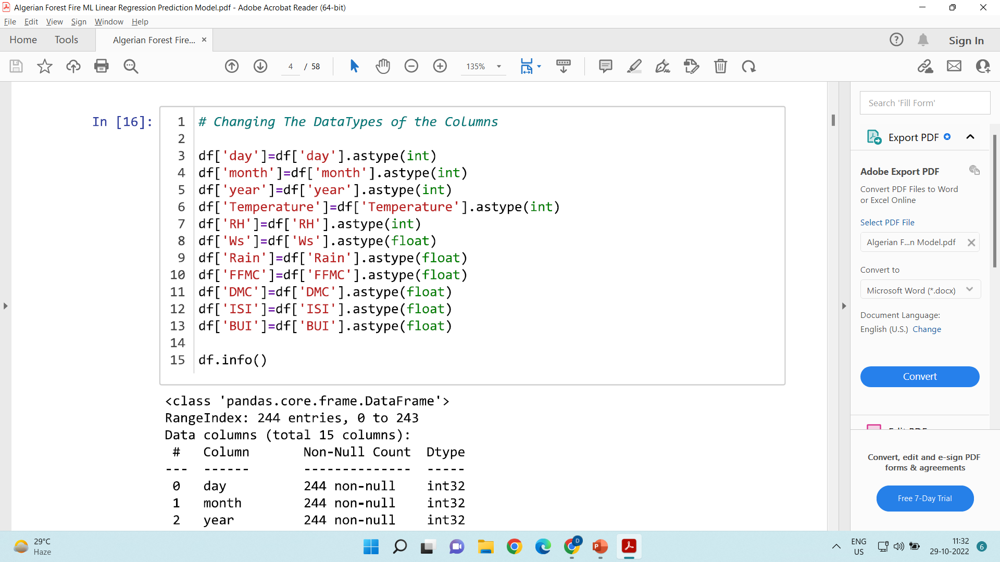 Algerian Forest Fire ML Linear Regression Prediction Model.pdf - Adobe Acrobat Reader (64-bit)
File Edit View Sign Window Help
Home Tools Algerian Forest Fire... × Sign In
4 / 58 135%
Search 'Fill Form'
In [16]:
1 # Changing The DataTypes of the Columns
2
3 df['day']=df['day'].astype(int)
4 df['month']=df['month'].astype(int)
5 df['year']=df['year'].astype(int)
6 df['Temperature']=df['Temperature'].astype(int)
7 df['RH']=df['RH'].astype(int)
8 df['Ws']=df['Ws'].astype(float)
9 df['Rain']=df['Rain'].astype(float)
10 df['FFMC']=df['FFMC'].astype(float)
11 df['DMC']=df['DMC'].astype(float)
12 df['ISI']=df['ISI'].astype(float)
13 df['BUI']=df['BUI'].astype(float)
14
15 df.info()
<class 'pandas.core.frame.DataFrame'>
RangeIndex: 244 entries, 0 to 243
Data columns (total 15 columns):
# Column Non-Null Count Dtype
--- ------ -------------- -----
0 day 244 non-null int32
1 month 244 non-null int32
2 year 244 non-null int32
Export PDF
Adobe Export PDF
Convert PDF Files to Word
or Excel Online
Select PDF File
Algerian F...n Model.pdf
Convert to
Microsoft Word (*.docx)
Document Language:
English (U.S.) Change
Convert
Convert, edit and e-sign PDF
forms & agreements
Free 7-Day Trial
29°C
Haze
D
ENG
US
11:32
29-10-2022
6